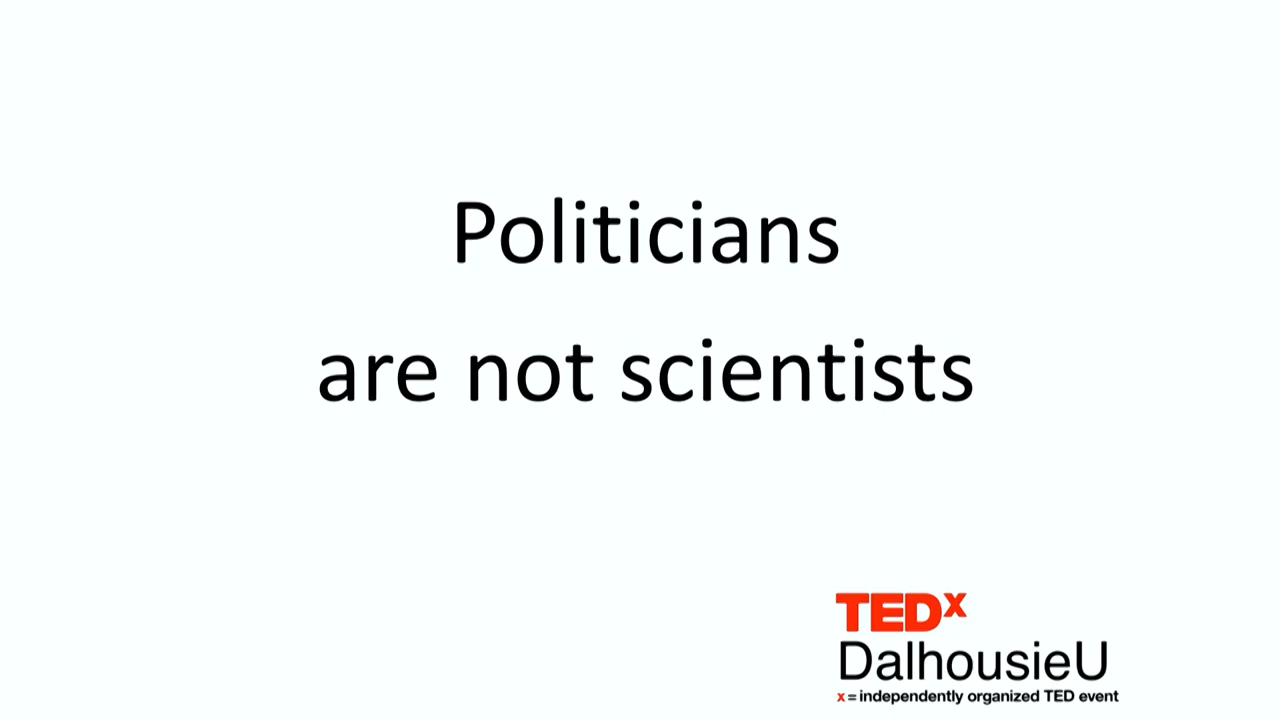 Politicians
are not scientists
TEDx
DalhousieU
x = independently organized TED event